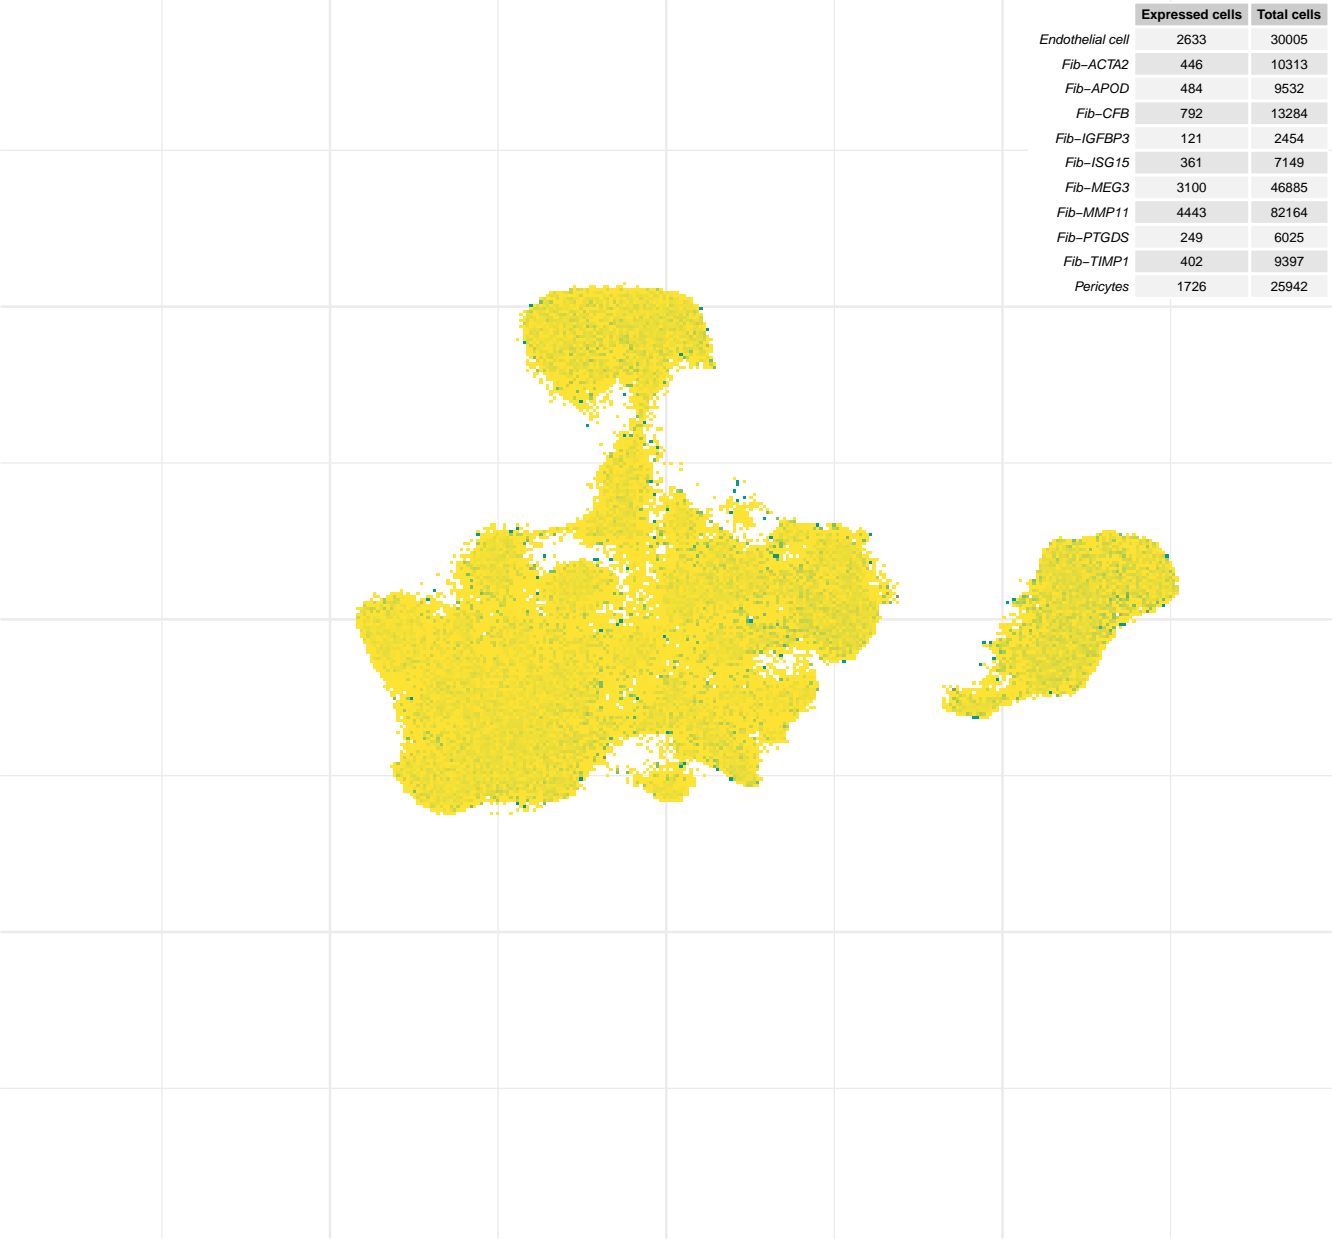 Expressed cells Total cells
Endothelial cell 2633 30005
Fib−ACTA2 446 10313
Fib−APOD 484 9532
Fib−CFB 792 13284
Fib−IGFBP3 121 2454
Fib−ISG15 361 7149
Fib−MEG3 3100 46885
Fib−MMP11 4443 82164
Fib−PTGDS 249 6025
Fib−TIMP1 402 9397
Pericytes 1726 25942